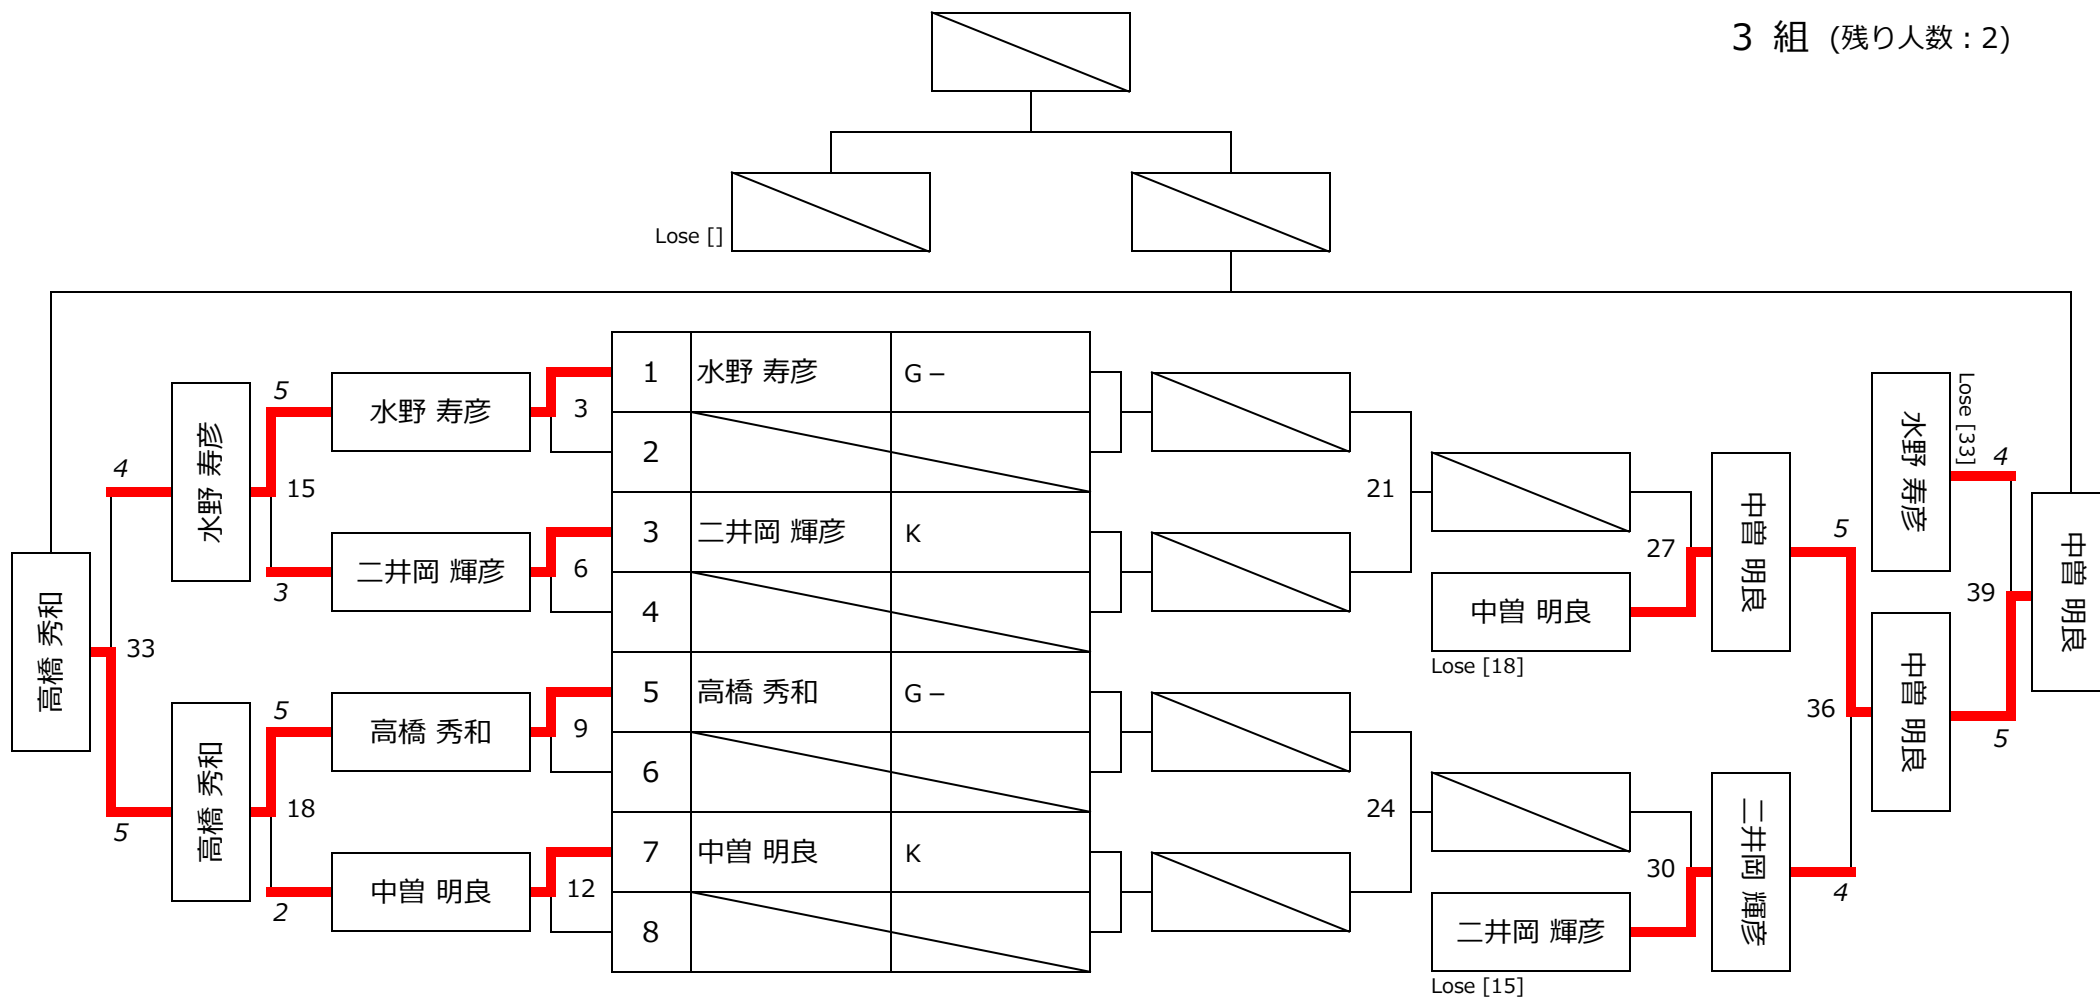 3 組 (残り人数 : 2)
Lose []
1 水野 寿彦 G −
2
3 二井岡 輝彦 K
4
5 高橋 秀和 G −
6
7 中曽 明良 K
8
高橋 秀和
33
4
5
水野 寿彦
15
5
3
高橋 秀和
18
5
2
水野 寿彦
3
二井岡 輝彦
6
高橋 秀和
9
中曽 明良
12
21
24
中曽 明良
Lose [18]
27
二井岡 輝彦
Lose [15]
30
中曽 明良
5
二井岡 輝彦
4
36
水野 寿彦
Lose [33]
4
中曽 明良
5
39
中曽 明良